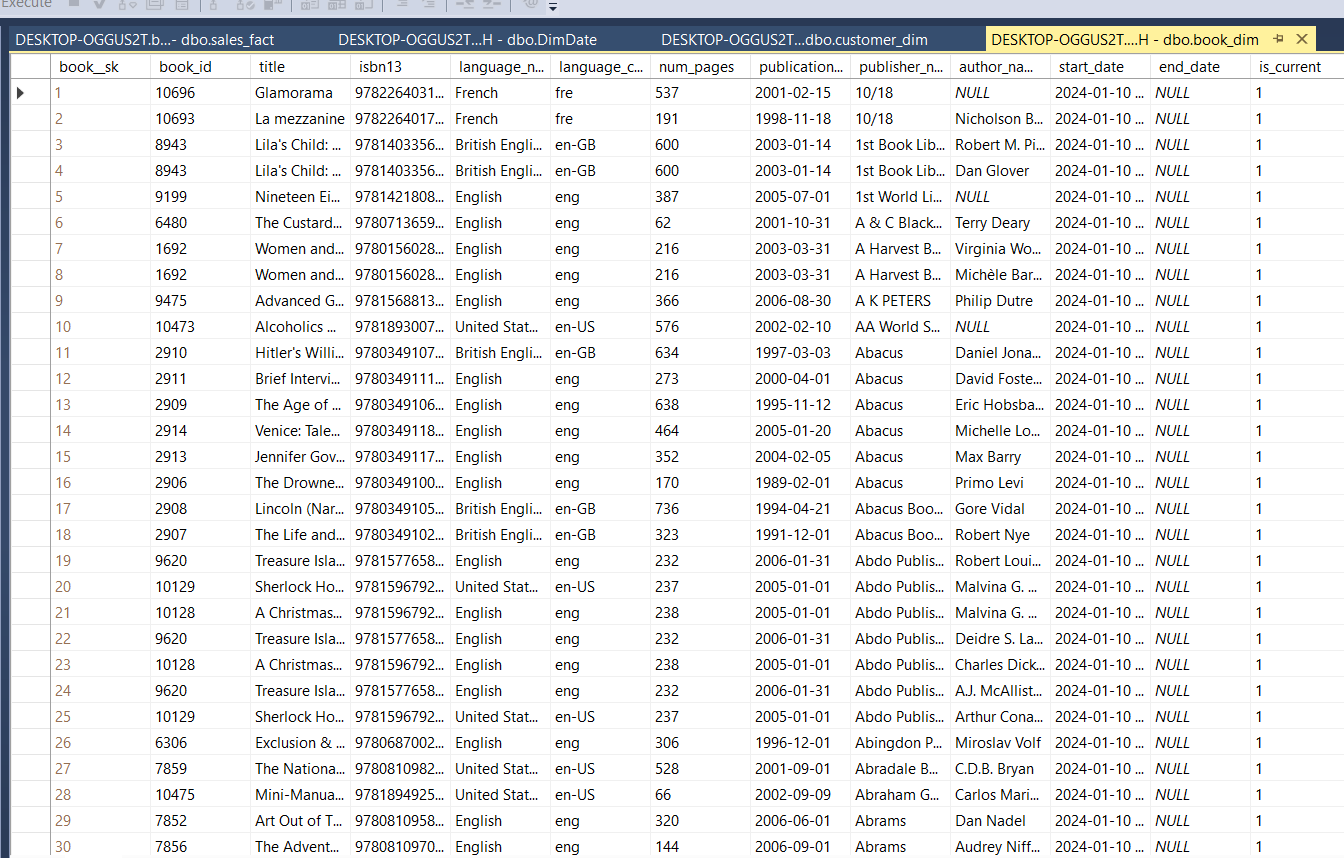 Execute
DESKTOP-OGGUS2T.b...- dbo.sales_fact DESKTOP-OGGUS2T...H - dbo.DimDate DESKTOP-OGGUS2T...dbo.customer_dim DESKTOP-OGGUS2T....H - dbo.book_dim
book__sk book_id title isbn13 language_n... language_c... num_pages publication... publisher_n... author_na... start_date end_date is_current
1 10696 Glamorama 9782264031... French fre 537 2001-02-15 10/18 NULL 2024-01-10 ... NULL 1
2 10693 La mezzanine 9782264017... French fre 191 1998-11-18 10/18 Nicholson B... 2024-01-10 ... NULL 1
3 8943 Lila's Child: ... 9781403356... British Engli... en-GB 600 2003-01-14 1st Book Lib... Robert M. Pi... 2024-01-10 ... NULL 1
4 8943 Lila's Child: ... 9781403356... British Engli... en-GB 600 2003-01-14 1st Book Lib... Dan Glover 2024-01-10 ... NULL 1
5 9199 Nineteen Ei... 9781421808... English eng 387 2005-07-01 1st World Li... NULL 2024-01-10 ... NULL 1
6 6480 The Custard... 9780713659... English eng 62 2001-10-31 A & C Black... Terry Deary 2024-01-10 ... NULL 1
7 1692 Women and... 9780156028... English eng 216 2003-03-31 A Harvest B... Virginia Wo... 2024-01-10 ... NULL 1
8 1692 Women and... 9780156028... English eng 216 2003-03-31 A Harvest B... Michèle Bar... 2024-01-10 ... NULL 1
9 9475 Advanced G... 9781568813... English eng 366 2006-08-30 A K PETERS Philip Dutre 2024-01-10 ... NULL 1
10 10473 Alcoholics ... 9781893007... United Stat... en-US 576 2002-02-10 AA World S... NULL 2024-01-10 ... NULL 1
11 2910 Hitler's Willi... 9780349107... British Engli... en-GB 634 1997-03-03 Abacus Daniel Jona... 2024-01-10 ... NULL 1
12 2911 Brief Intervi... 9780349111... English eng 273 2000-04-01 Abacus David Foste... 2024-01-10 ... NULL 1
13 2909 The Age of ... 9780349106... English eng 638 1995-11-12 Abacus Eric Hobsba... 2024-01-10 ... NULL 1
14 2914 Venice: Tale... 9780349118... English eng 464 2005-01-20 Abacus Michelle Lo... 2024-01-10 ... NULL 1
15 2913 Jennifer Gov... 9780349117... English eng 352 2004-02-05 Abacus Max Barry 2024-01-10 ... NULL 1
16 2906 The Drowne... 9780349100... English eng 170 1989-02-01 Abacus Primo Levi 2024-01-10 ... NULL 1
17 2908 Lincoln (Nar... 9780349105... British Engli... en-GB 736 1994-04-21 Abacus Boo... Gore Vidal 2024-01-10 ... NULL 1
18 2907 The Life and... 9780349102... British Engli... en-GB 323 1991-12-01 Abacus Boo... Robert Nye 2024-01-10 ... NULL 1
19 9620 Treasure Isla... 9781577658... English eng 232 2006-01-31 Abdo Publis... Robert Loui... 2024-01-10 ... NULL 1
20 10129 Sherlock Ho... 9781596792... United Stat... en-US 237 2005-01-01 Abdo Publis... Malvina G. ... 2024-01-10 ... NULL 1
21 10128 A Christmas... 9781596792... English eng 238 2005-01-01 Abdo Publis... Malvina G. ... 2024-01-10 ... NULL 1
22 9620 Treasure Isla... 9781577658... English eng 232 2006-01-31 Abdo Publis... Deidre S. La... 2024-01-10 ... NULL 1
23 10128 A Christmas... 9781596792... English eng 238 2005-01-01 Abdo Publis... Charles Dick... 2024-01-10 ... NULL 1
24 9620 Treasure Isla... 9781577658... English eng 232 2006-01-31 Abdo Publis... A.J. McAllist... 2024-01-10 ... NULL 1
25 10129 Sherlock Ho... 9781596792... United Stat... en-US 237 2005-01-01 Abdo Publis... Arthur Cona... 2024-01-10 ... NULL 1
26 6306 Exclusion & ... 9780687002... English eng 306 1996-12-01 Abingdon P... Miroslav Volf 2024-01-10 ... NULL 1
27 7859 The Nationa... 9780810982... United Stat... en-US 528 2001-09-01 Abradale B... C.D.B. Bryan 2024-01-10 ... NULL 1
28 10475 Mini-Manua... 9781894925... United Stat... en-US 66 2002-09-09 Abraham G... Carlos Mari... 2024-01-10 ... NULL 1
29 7852 Art Out of T... 9780810958... English eng 320 2006-06-01 Abrams Dan Nadel 2024-01-10 ... NULL 1
30 7856 The Advent... 9780810970... English eng 144 2006-09-01 Abrams Audrey Niff... 2024-01-10 ... NULL 1